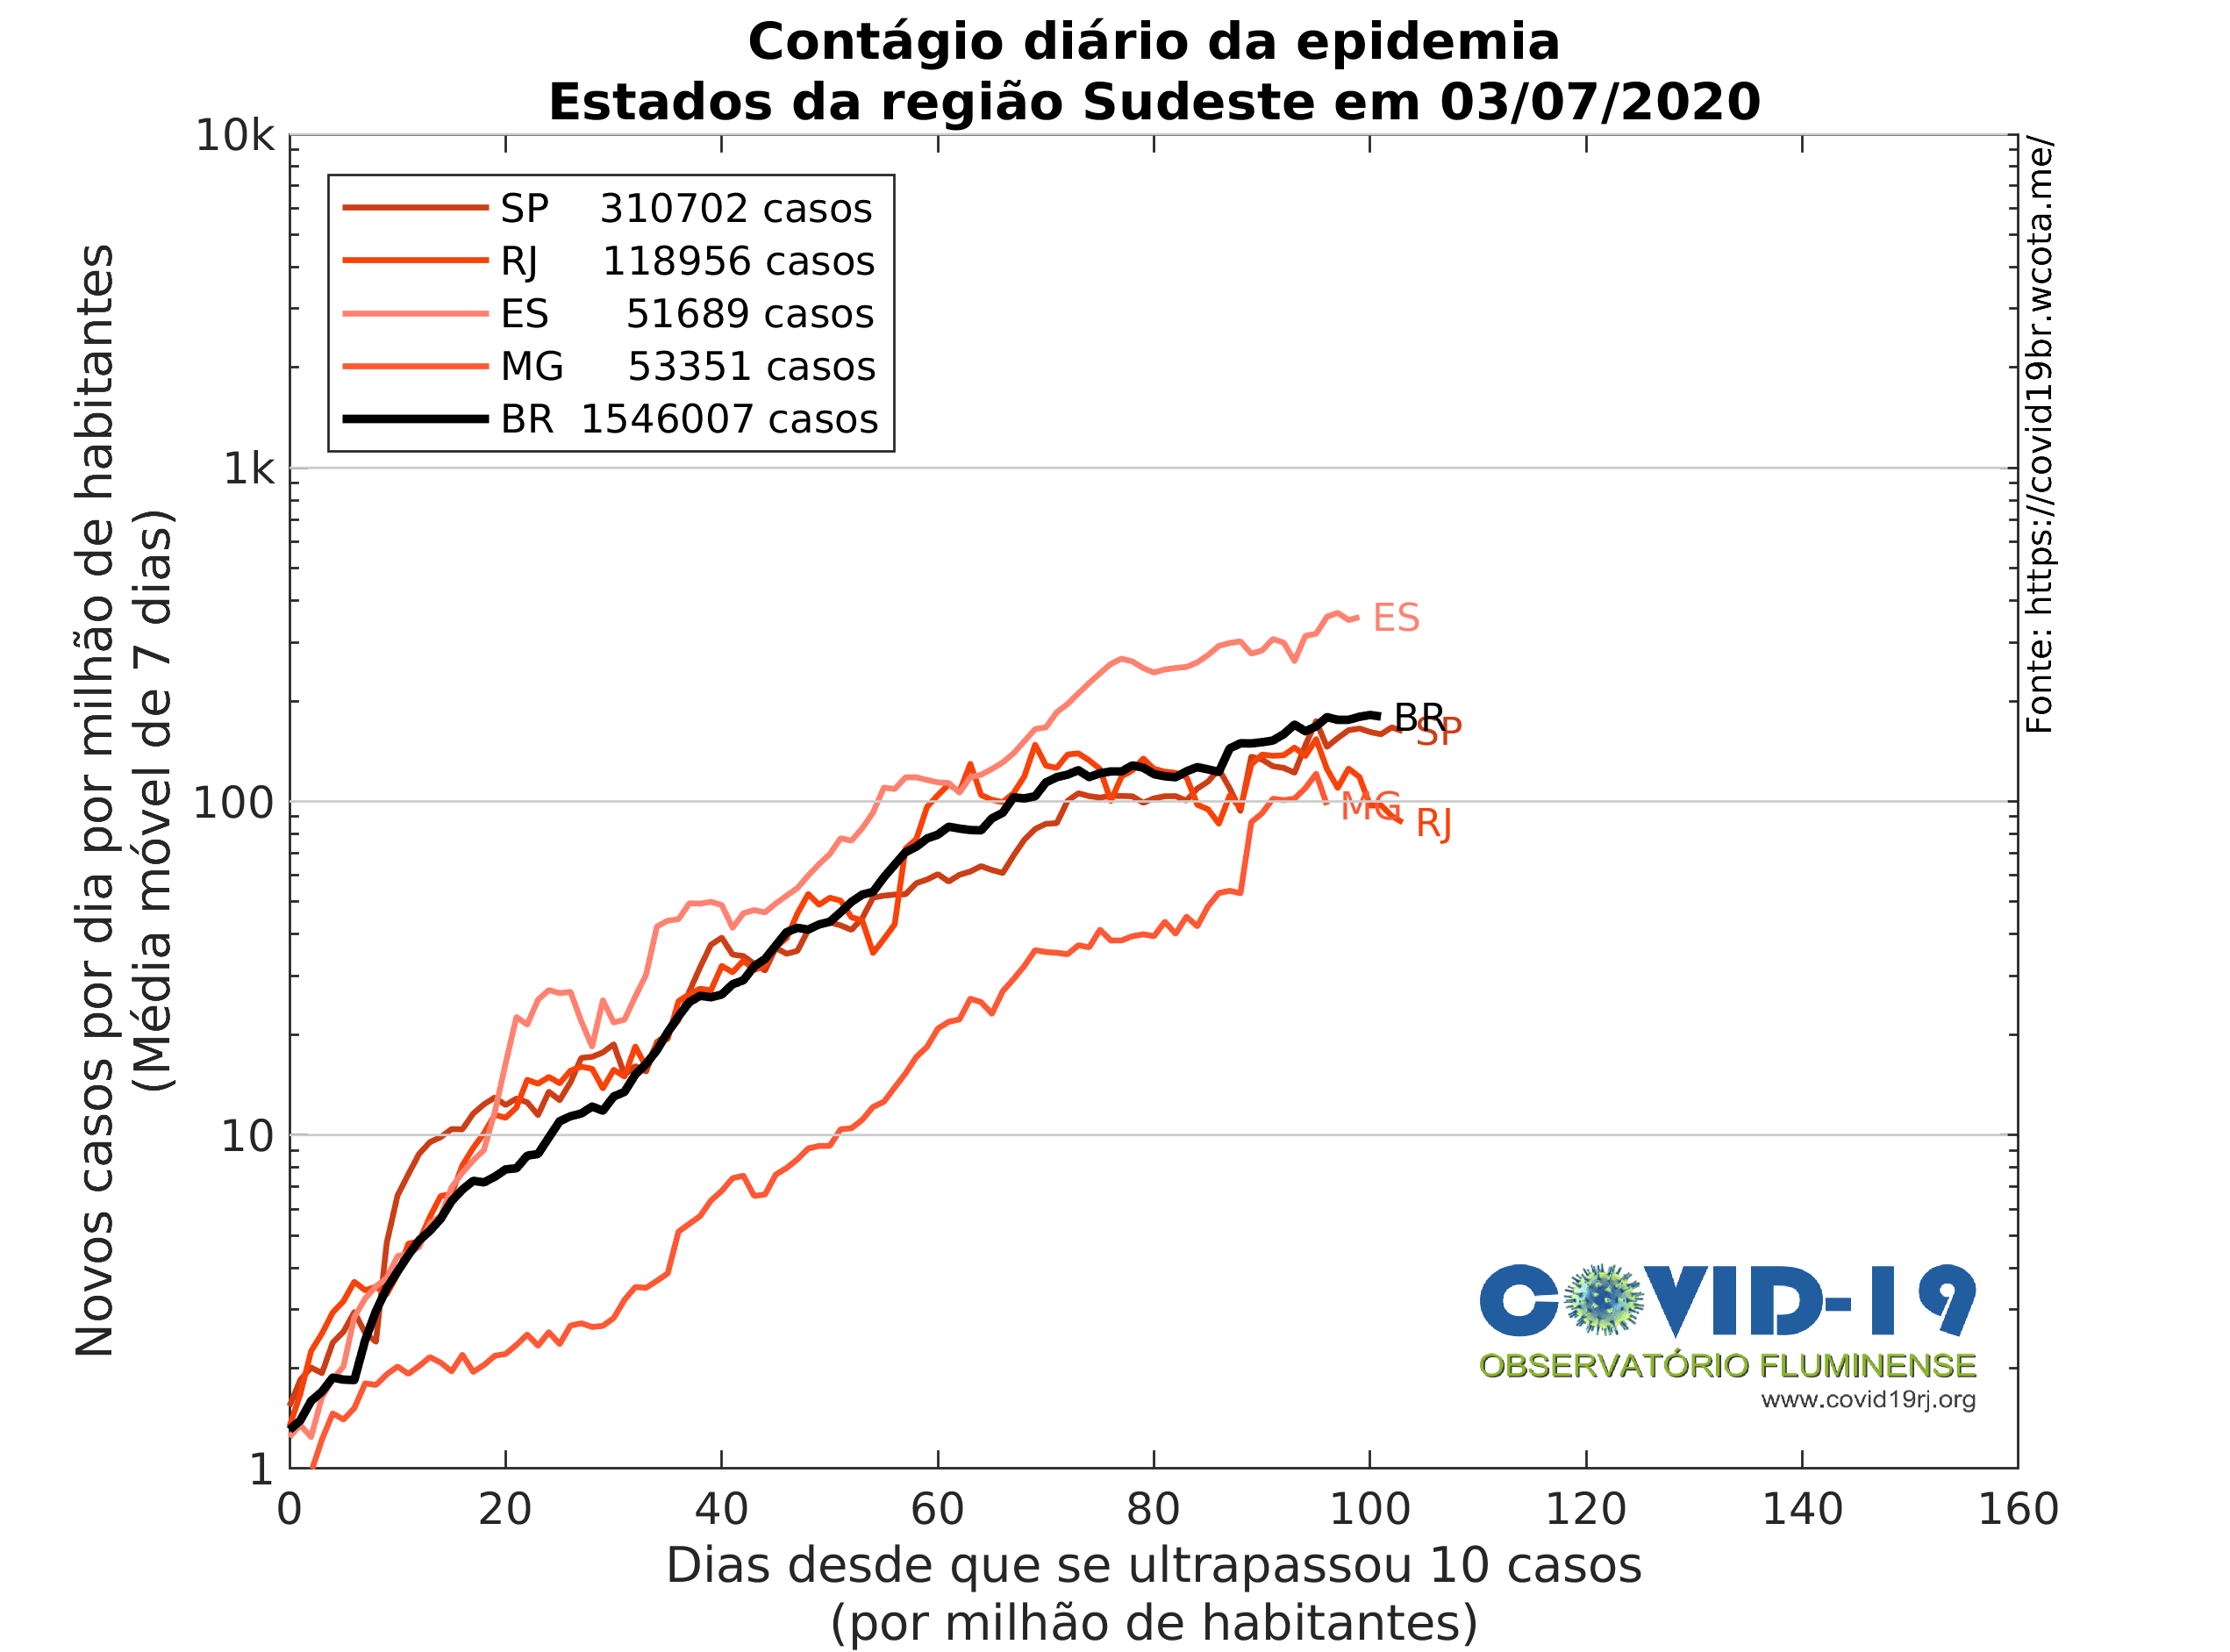 Contágio diário da epidemia
Estados da região Sudeste em 03/07/2020
Novos casos por dia por milhão de habitantes
(Média móvel de 7 dias)
10k
1k
100
10
1
SP 310702 casos
RJ 118956 casos
ES 51689 casos
MG 53351 casos
BR 1546007 casos
ES
BR
SP
MG
RJ
Fonte: https://covid19br.wcota.me/
COVID-19
OBSERVATÓRIO FLUMINENSE
www.covid19rj.org
0 20 40 60 80 100 120 140 160
Dias desde que se ultrapassou 10 casos
(por milhão de habitantes)